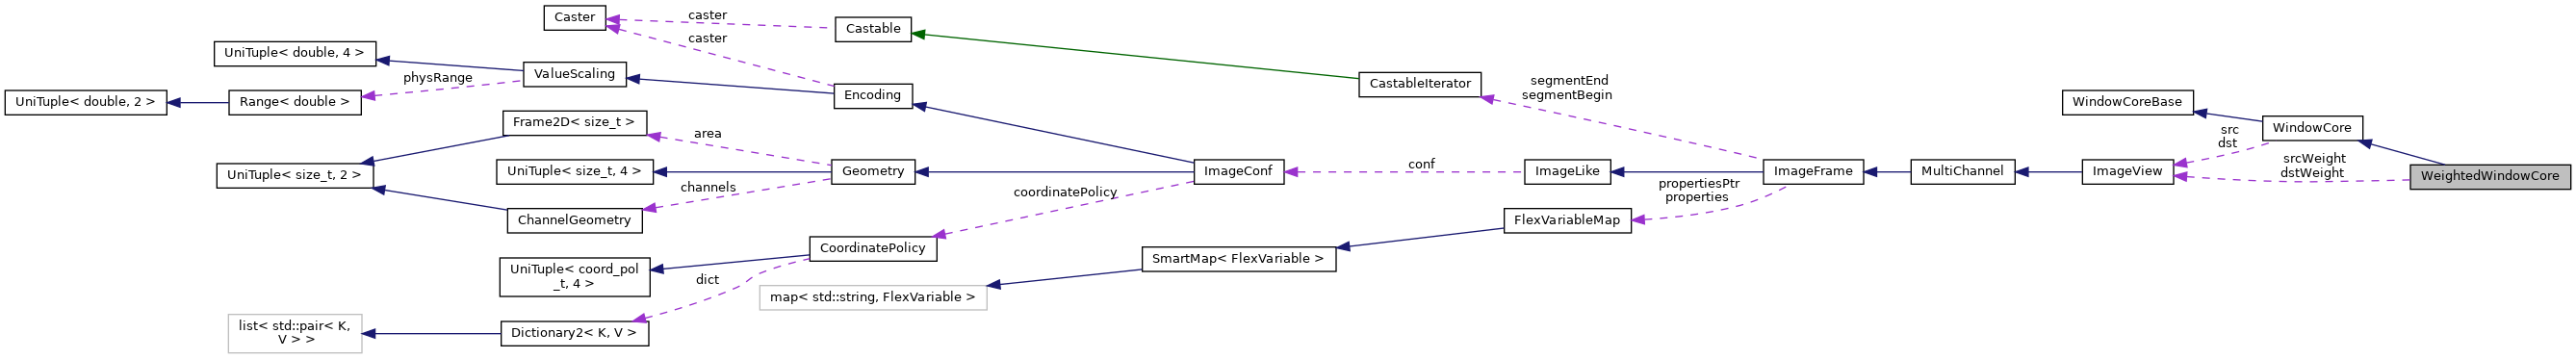 Caster
caster
Castable
caster
UniTuple< double, 4 >
ValueScaling
physRange
CastableIterator
segmentEnd
segmentBegin
UniTuple< double, 2 >
Range< double >
Encoding
WindowCoreBase
Frame2D< size_t >
area
WindowCore
src
dst
UniTuple< size_t, 2 >
UniTuple< size_t, 4 >
Geometry
channels
ImageConf
conf
ImageLike
ImageFrame
MultiChannel
ImageView
srcWeight
dstWeight
WeightedWindowCore
coordinatePolicy
propertiesPtr
properties
ChannelGeometry
FlexVariableMap
CoordinatePolicy
SmartMap< FlexVariable >
UniTuple< coord_pol
_t, 4 >
dict
map< std::string, FlexVariable >
list< std::pair< K,
V > >
Dictionary2< K, V >